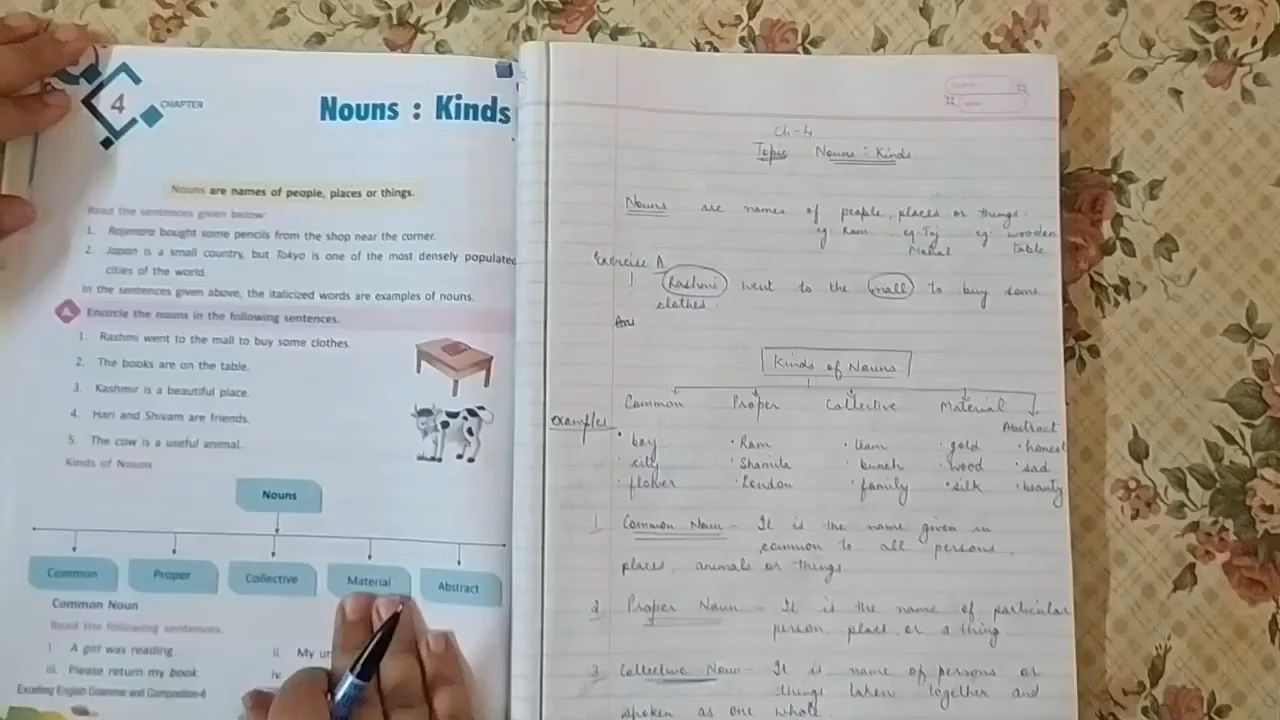 4
CHAPTER
Nouns : Kinds
Nouns are names of people, places or things.
Read the sentences given below:
1. bought some pencils from the shop near the corner.
2. Japan is a small country, but Tokyo is one of the most densely populated
cities of the world.
In the sentences given above, the italicized words are examples of nouns.
A. Encircle the nouns in the following sentences.
1. Rashmi went to the mall to buy some clothes.
2. The books are on the table.
3. Kashmir is a beautiful place.
4. Hari and Shivam are friends.
5. The cow is a useful animal.
Kinds of Nouns
Nouns
Common Proper Collective Material Abstract
Common Noun
Read the following sentences.
i. A girl was reading. ii. My
iii. Please return my book.
Exceeding English Grammar and Composition-6
Ch-4
Topic Nouns : Kinds
Nouns are names of people, places or things.
eg Ram eg. Taj eg. wooden
Mahal table
Exercise A
1. Rashmi went to the mall to buy some
clothes.
Ans
Kinds of Nouns
Common Proper Collective Material
Abstract
examples
• boy • Ram • team • gold • honest
• city • bunch • wood • sad
• flower • London • family • silk • beauty
1. Common Noun - It is the name given in
common to all persons,
places, animals or things
2. Proper Noun - It is the name of particular
person place or a thing
3. Collective Noun - It is name of persons or
things taken together and
spoken as one whole.